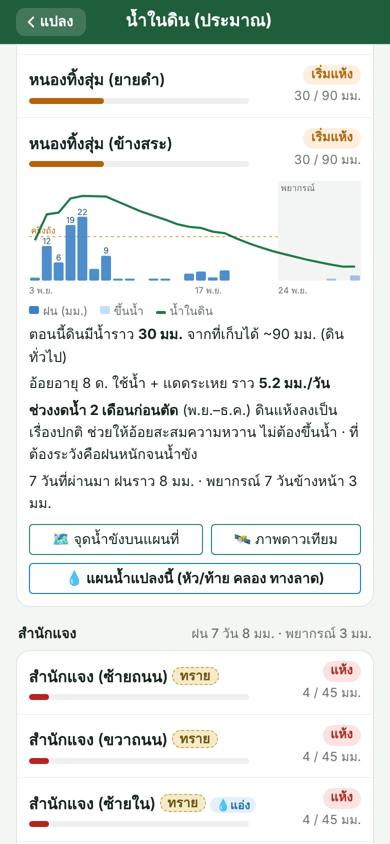 แปลง
น้ำในดิน (ประมาณ)
หนองทิ้งสุ่ม (ยายดำ)
เริ่มแห้ง
30 / 90 มม.
หนองทิ้งสุ่ม (ข้างสระ)
เริ่มแห้ง
30 / 90 มม.
พยากรณ์
12
6
19
22
9
3 พ.ย.
17 พ.ย.
24 พ.ย.
ฝน (มม.)
ขึ้นน้ำ
น้ำในดิน
ตอนนี้ดินมีน้ำราว 30 มม. จากที่เก็บได้ ~90 มม. (ดิน
ทั่วไป)
อ้อยอายุ 8 ด. ใช้น้ำ + แดดระเหย ราว 5.2 มม./วัน
ช่วงงดน้ำ 2 เดือนก่อนตัด (พ.ย.–ธ.ค.) ดินแห้งลงเป็น
เรื่องปกติ ช่วยให้อ้อยสะสมความหวาน ไม่ต้องขึ้นน้ำ · ที่
ต้องระวังคือฝนหนักจนน้ำขัง
7 วันที่ผ่านมา ฝนราว 8 มม. · พยากรณ์ 7 วันข้างหน้า 3
มม.
จุดน้ำขังบนแผนที่
ภาพดาวเทียม
แผนน้ำแปลงนี้ (หัว/ท้าย คลอง ทางลาด)
สำนักแจง
ฝน 7 วัน 8 มม. · พยากรณ์ 3 มม.
สำนักแจง (ซ้ายถนน)
ทราย
แห้ง
4 / 45 มม.
สำนักแจง (ขวาถนน)
ทราย
แห้ง
4 / 45 มม.
สำนักแจง (ซ้ายใน)
ทราย
แอ่ง
แห้ง
4 / 45 มม.